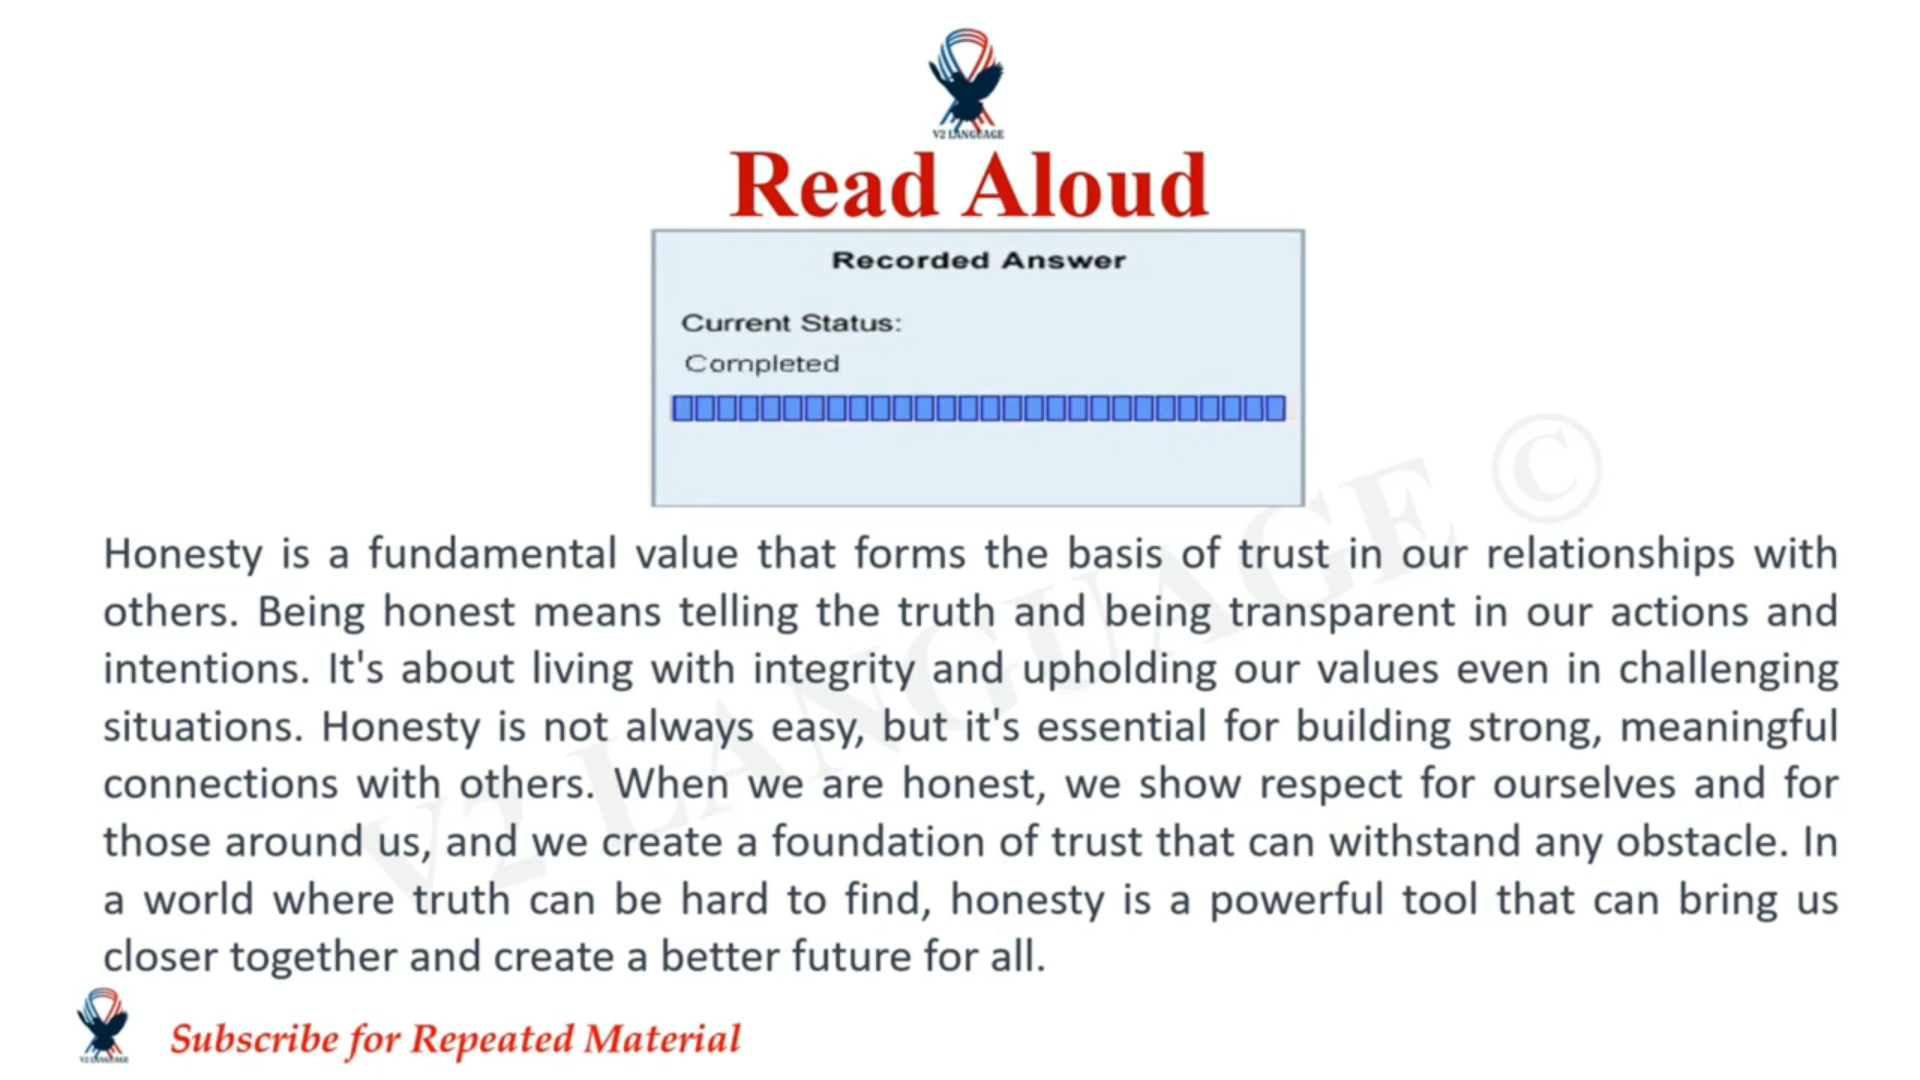 V2 LANGUAGE
Read Aloud
Recorded Answer
Current Status:
Completed
V2 LANGUAGE ©
Honesty is a fundamental value that forms the basis of trust in our relationships with
others. Being honest means telling the truth and being transparent in our actions and
intentions. It's about living with integrity and upholding our values even in challenging
situations. Honesty is not always easy, but it's essential for building strong, meaningful
connections with others. When we are honest, we show respect for ourselves and for
those around us, and we create a foundation of trust that can withstand any obstacle. In
a world where truth can be hard to find, honesty is a powerful tool that can bring us
closer together and create a better future for all.
V2 LANGUAGE
Subscribe for Repeated Material